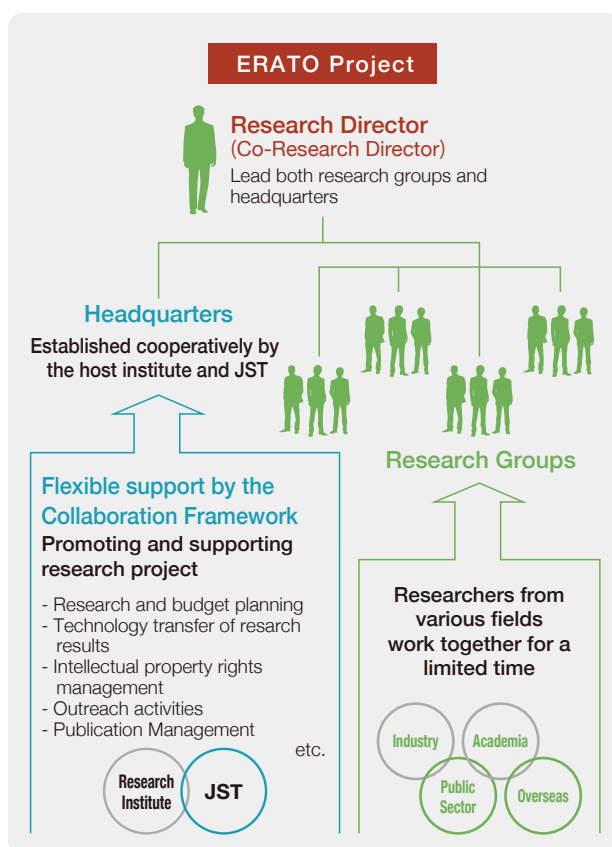 ERATO Project
Research Director
(Co-Research Director)
Lead both research groups and
headquarters
Headquarters
Established cooperatively by
the host institute and JST
Research Groups
Flexible support by the
Collaboration Framework
Promoting and supporting
research project
- Research and budget planning
- Technology transfer of resarch
results
- Intellectual property rights
management
- Outreach activities
- Publication Management
etc.
Research
Institute
JST
Researchers from
various fields
work together for a
limited time
Industry
Academia
Public
Sector
Overseas